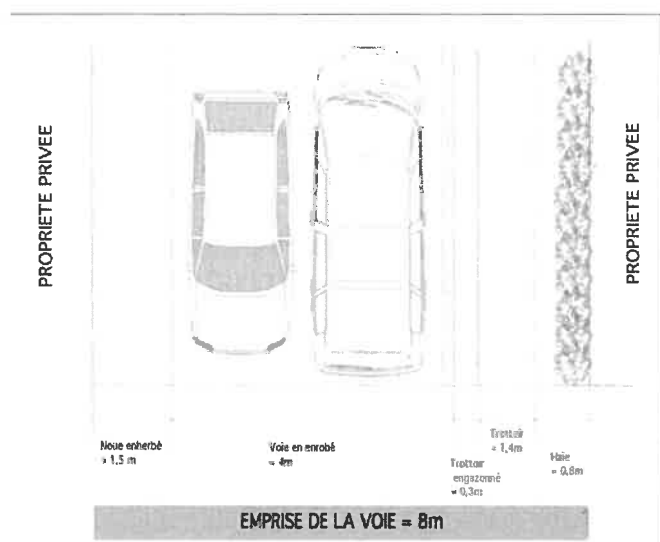 PROPRIETE PRIVEE
PROPRIETE PRIVEE
Noue enherbé
= 1,5 m
Voie en enrobé
= 4m
Trottoir
engazonné
= 0,3m
Trottoir
= 1,4m
Haie
= 0,8m
EMPRISE DE LA VOIE = 8m